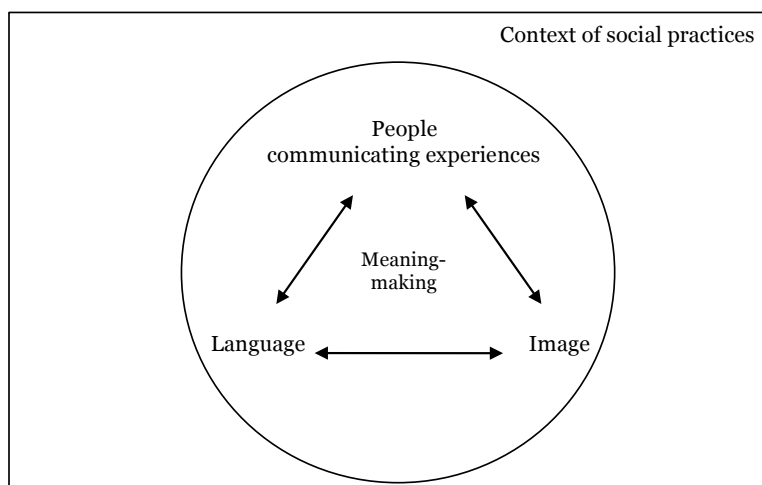 Context of social practices
People
communicating experiences
Meaning-
making
Language
Image